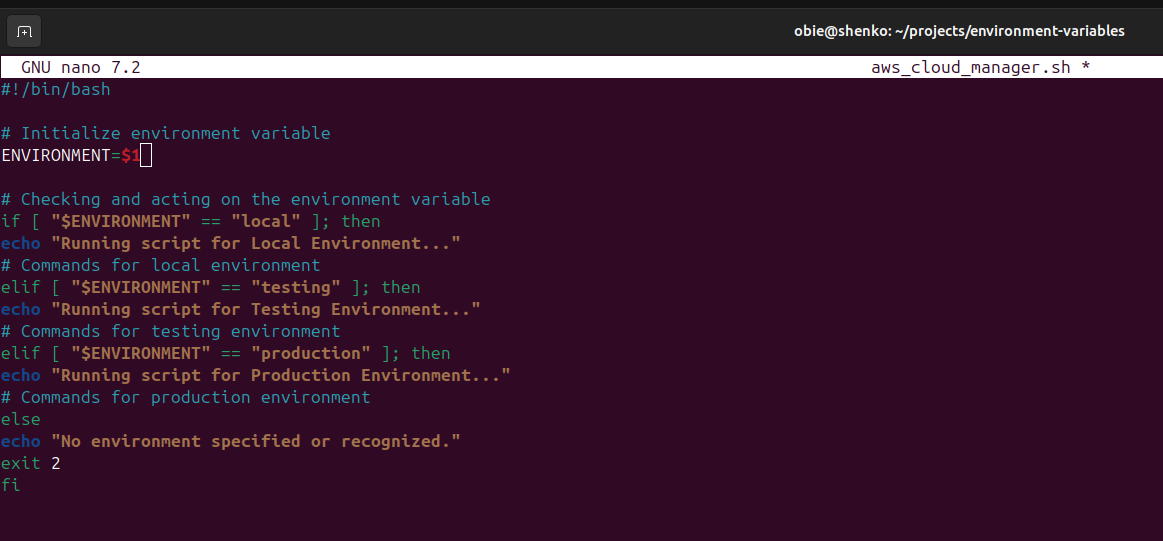 obie@shenko: ~/projects/environment-variables
GNU nano 7.2 aws_cloud_manager.sh *
#!/bin/bash
# Initialize environment variable
ENVIRONMENT=$1
# Checking and acting on the environment variable
if [ "$ENVIRONMENT" == "local" ]; then
echo "Running script for Local Environment..."
# Commands for local environment
elif [ "$ENVIRONMENT" == "testing" ]; then
echo "Running script for Testing Environment..."
# Commands for testing environment
elif [ "$ENVIRONMENT" == "production" ]; then
echo "Running script for Production Environment..."
# Commands for production environment
else
echo "No environment specified or recognized."
exit 2
fi